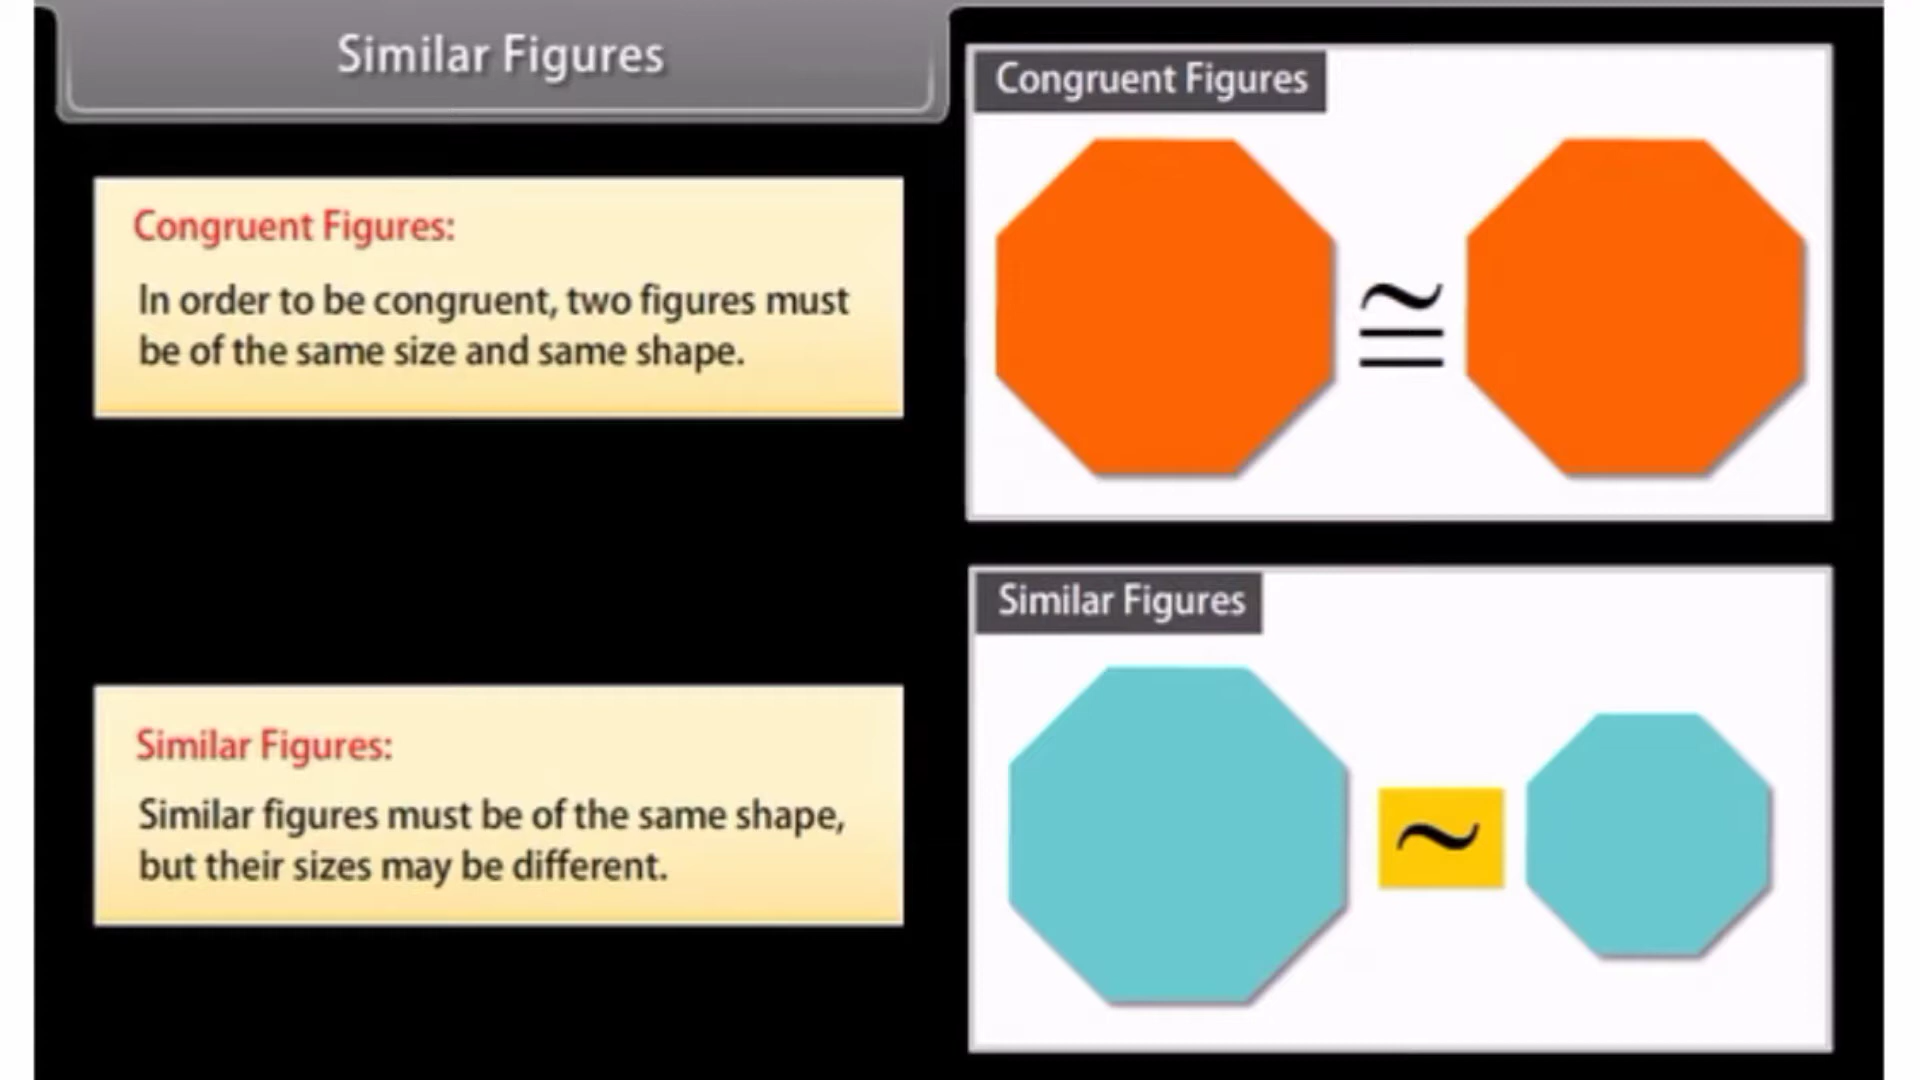 Similar Figures
Congruent Figures:
In order to be congruent, two figures must
be of the same size and same shape.
Congruent Figures
≅
Similar Figures:
Similar figures must be of the same shape,
but their sizes may be different.
Similar Figures
~